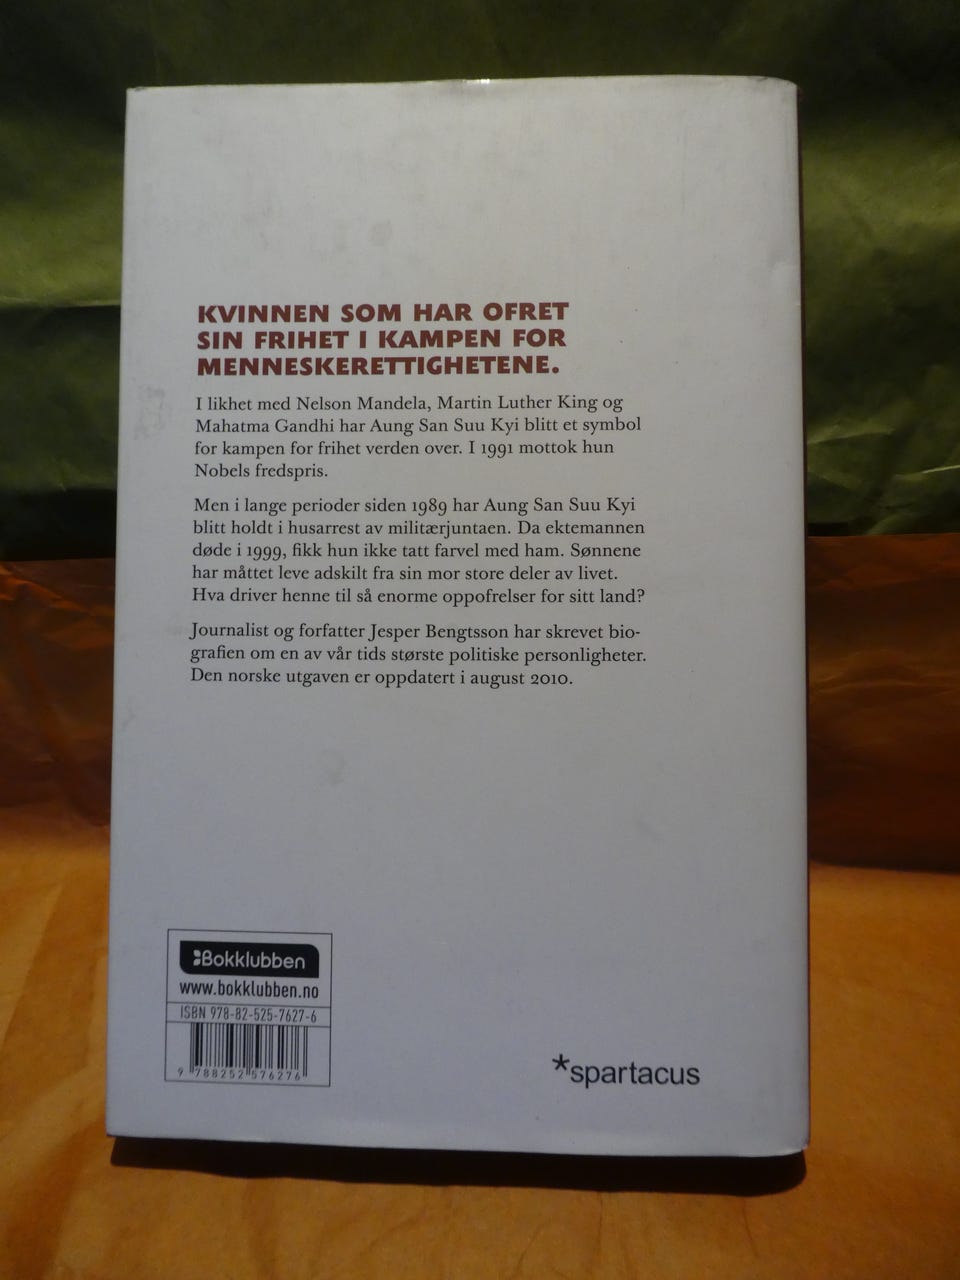 KVINNEN SOM HAR OFRET
SIN FRIHET I KAMPEN FOR
MENNESKERETTIGHETENE.
I likhet med Nelson Mandela, Martin Luther King og
Mahatma Gandhi har Aung San Suu Kyi blitt et symbol
for kampen for frihet verden over. I 1991 mottok hun
Nobels fredspris.
Men i lange perioder siden 1989 har Aung San Suu Kyi
blitt holdt i husarrest av militærjuntaen. Da ektemannen
døde i 1999, fikk hun ikke tatt farvel med ham. Sønnene
har måttet leve adskilt fra sin mor store deler av livet.
Hva driver henne til så enorme oppofrelser for sitt land?
Journalist og forfatter Jesper Bengtsson har skrevet bio-
grafien om en av vår tids største politiske personligheter.
Den norske utgaven er oppdatert i august 2010.
Bokklubben
www.bokklubben.no
ISBN 978-82-525-7627-6
9 788252 576276
*spartacus